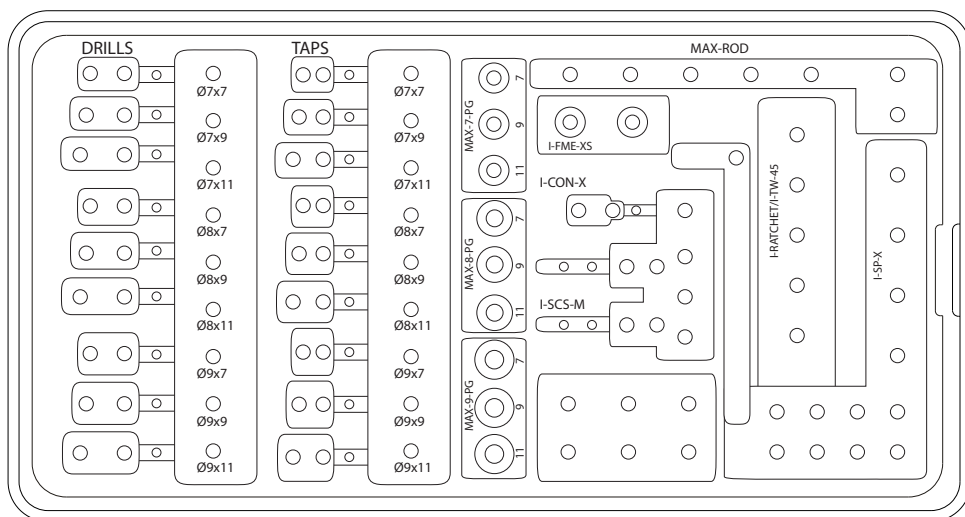 DRILLS
Ø7x7
Ø7x9
Ø7x11
Ø8x7
Ø8x9
Ø8x11
Ø9x7
Ø9x9
Ø9x11
TAPS
Ø7x7
Ø7x9
Ø7x11
Ø8x7
Ø8x9
Ø8x11
Ø9x7
Ø9x9
Ø9x11
MAX-7-PG
7
9
11
MAX-8-PG
7
9
11
MAX-9-PG
7
9
11
MAX-ROD
I-FME-XS
I-CON-X
I-SCS-M
I-RATCHET/I-TW-45
I-SP-X